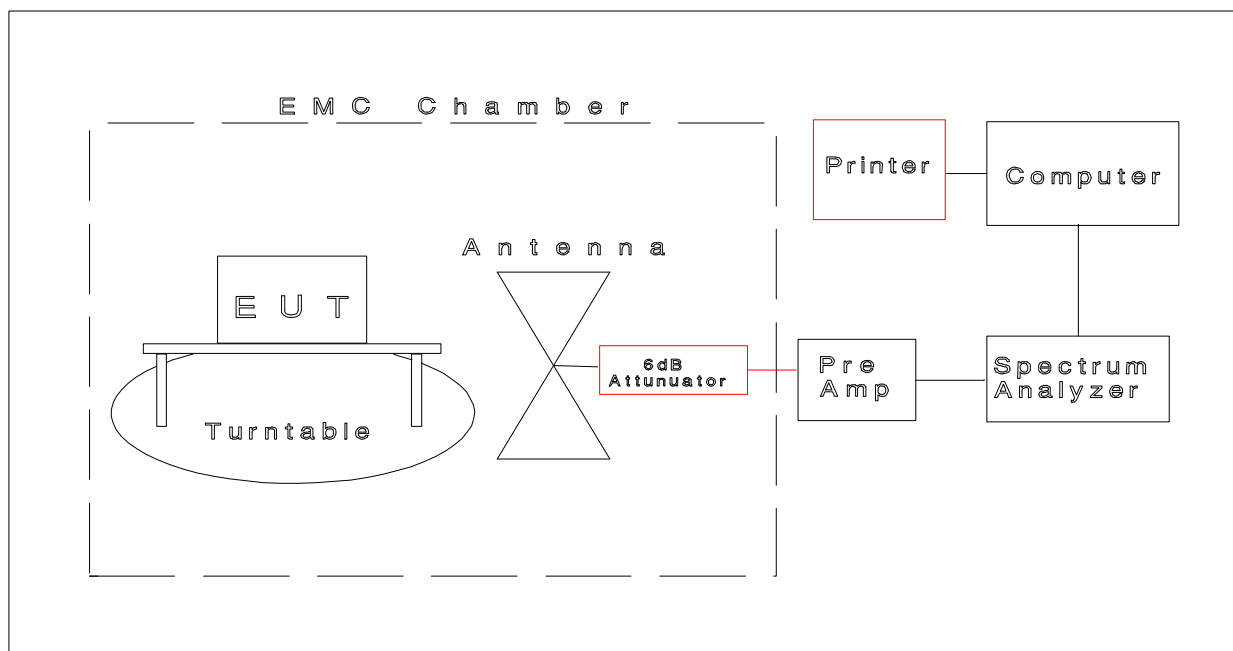 EMC Chamber
Printer
Computer
Antenna
EUT
6dB
Attunuator
Pre
Amp
Spectrum
Analyzer
Turntable